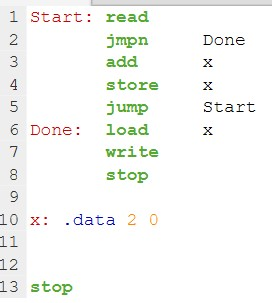 1 Start: read
2 jmpn Done
3 add x
4 store x
5 jump Start
6 Done: load x
7 write
8 stop
9
10 x: .data 2 0
11
12
13 stop